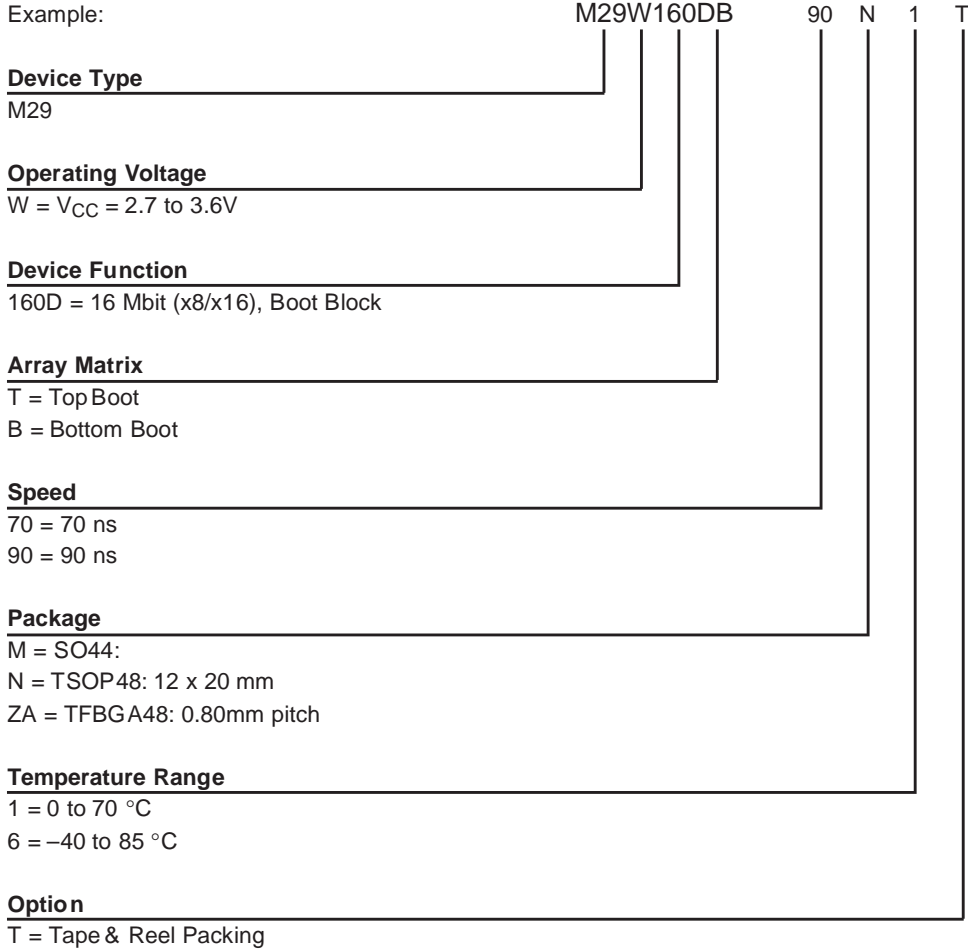 Example: M29W160DB 90 N 1 T
Device Type
M29
Operating Voltage
W = VCC = 2.7 to 3.6V
Device Function
160D = 16 Mbit (x8/x16), Boot Block
Array Matrix
T = Top Boot
B = Bottom Boot
Speed
70 = 70 ns
90 = 90 ns
Package
M = SO44:
N = TSOP48: 12 x 20 mm
ZA = TFBGA48: 0.80mm pitch
Temperature Range
1 = 0 to 70 °C
6 = –40 to 85 °C
Option
T = Tape & Reel Packing